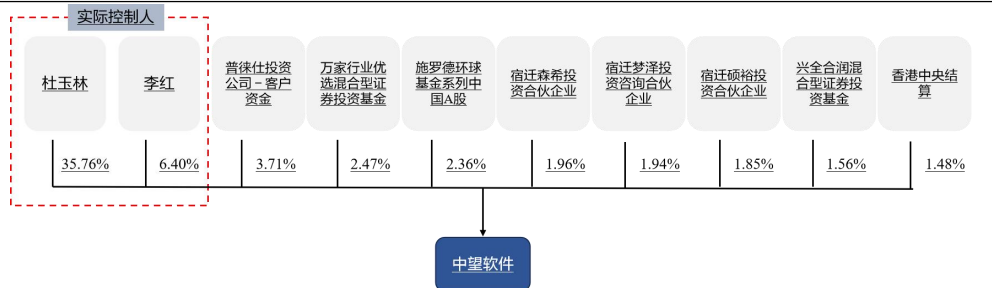 实际控制人
杜玉林
李红
普徕仕投资
公司－客户
资金
万家行业优
选混合型证
券投资基金
施罗德环球
基金系列中
国A股
宿迁森希投
资合伙企业
宿迁梦泽投
资咨询合伙
企业
宿迁硕裕投
资合伙企业
兴全合润混
合型证券投
资基金
香港中央结
算
35.76%
6.40%
3.71%
2.47%
2.36%
1.96%
1.94%
1.85%
1.56%
1.48%
中望软件